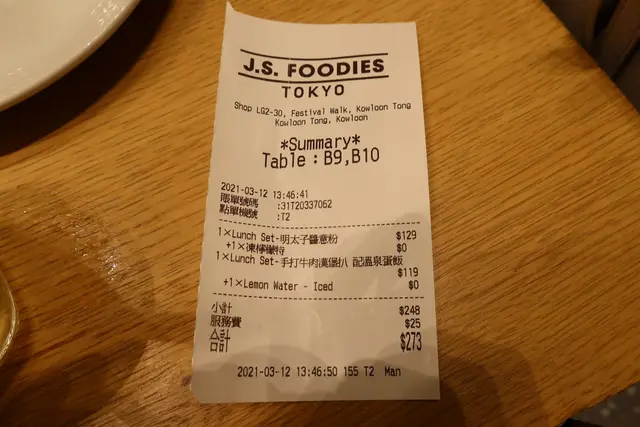 J.S. FOODIES
TOKYO
Shop LG2-30, Festival Walk, Kowloon Tong
Kowloon Tong, Kowloon
*Summary*
Table : B9,B10
2021-03-12 13:46:41
賬單號碼 :31T20337062
點單機號 :T2
1×Lunch Set-明太子醬意粉 $129
+1×凍檸檬特 $0
1×Lunch Set-手打牛肉漢堡扒 配溫泉蛋飯
$119
+1×Lemon Water - Iced $0
小計 $248
服務費 $25
合計 $273
2021-03-12 13:46:50 155 T2 Man